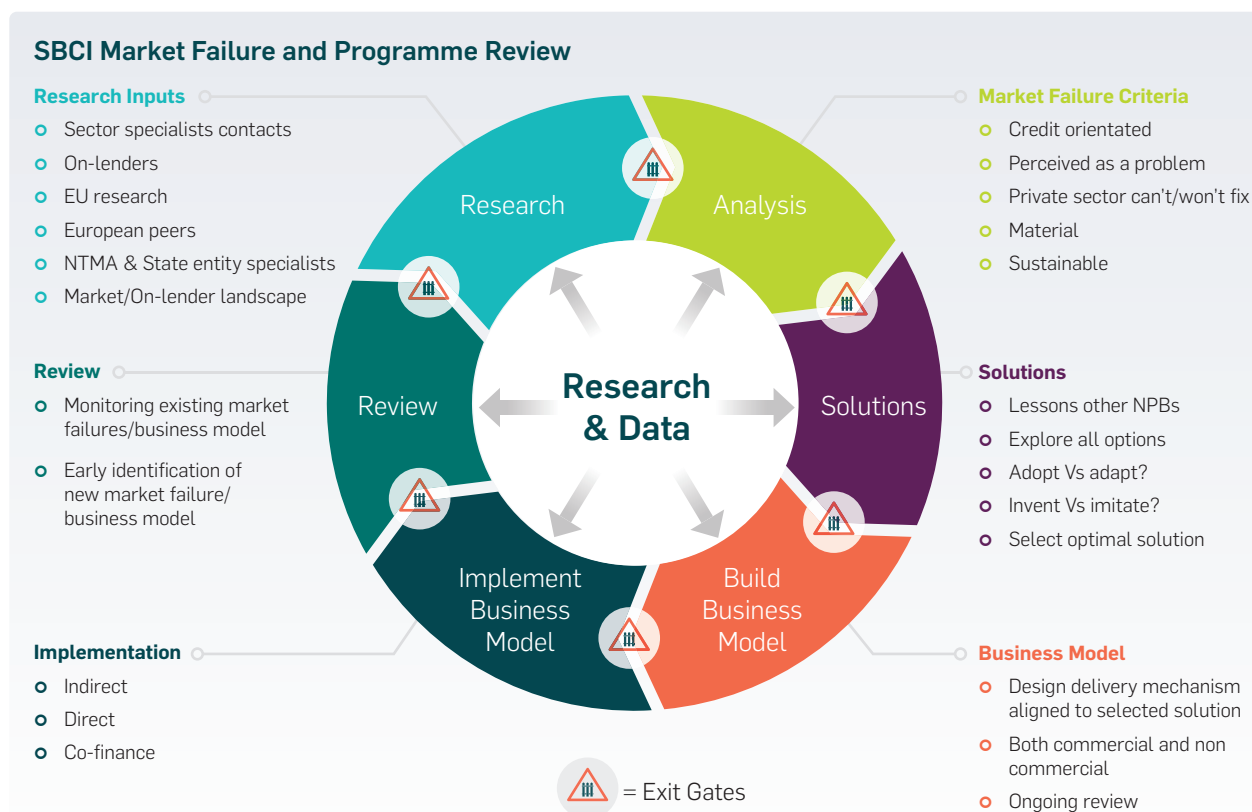 SBCI Market Failure and Programme Review
Research Inputs
Sector specialists contacts
On-lenders
EU research
European peers
NTMA & State entity specialists
Market/On-lender landscape
Review
Monitoring existing market
failures/business model
Early identification of
new market failure/
business model
Implementation
Indirect
Direct
Co-finance
Research
Analysis
Review
Research
& Data
Solutions
Implement
Business
Model
Build
Business
Model
= Exit Gates
Market Failure Criteria
Credit orientated
Perceived as a problem
Private sector can't/won't fix
Material
Sustainable
Solutions
Lessons other NPBs
Explore all options
Adopt Vs adapt?
Invent Vs imitate?
Select optimal solution
Business Model
Design delivery mechanism
aligned to selected solution
Both commercial and non
commercial
Ongoing review